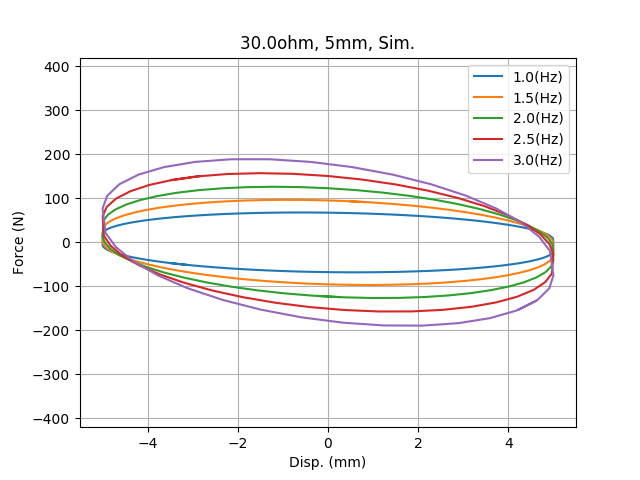 30.0ohm, 5mm, Sim.
1.0(Hz)
1.5(Hz)
2.0(Hz)
2.5(Hz)
3.0(Hz)
400
300
200
100
0
−100
−200
−300
−400
Force (N)
−4 −2 0 2 4
Disp. (mm)